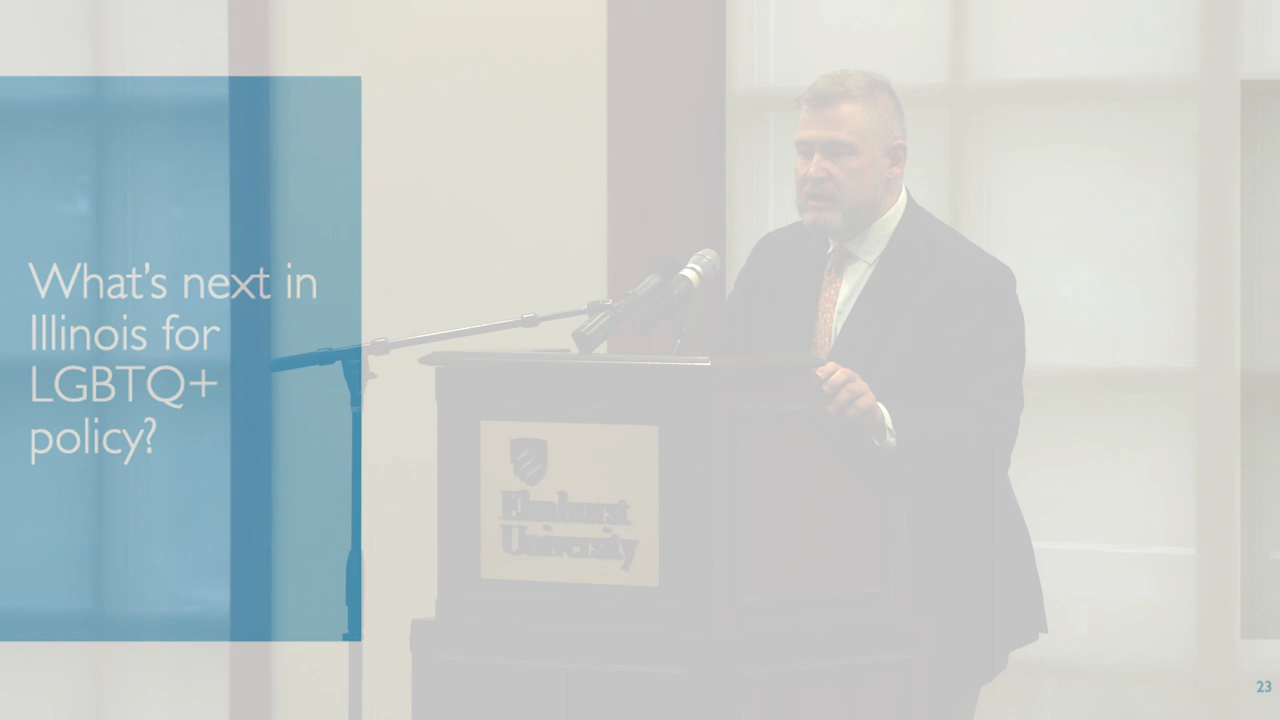 What's next in
Illinois for
LGBTQ+
policy?
Elmhurst
University
23